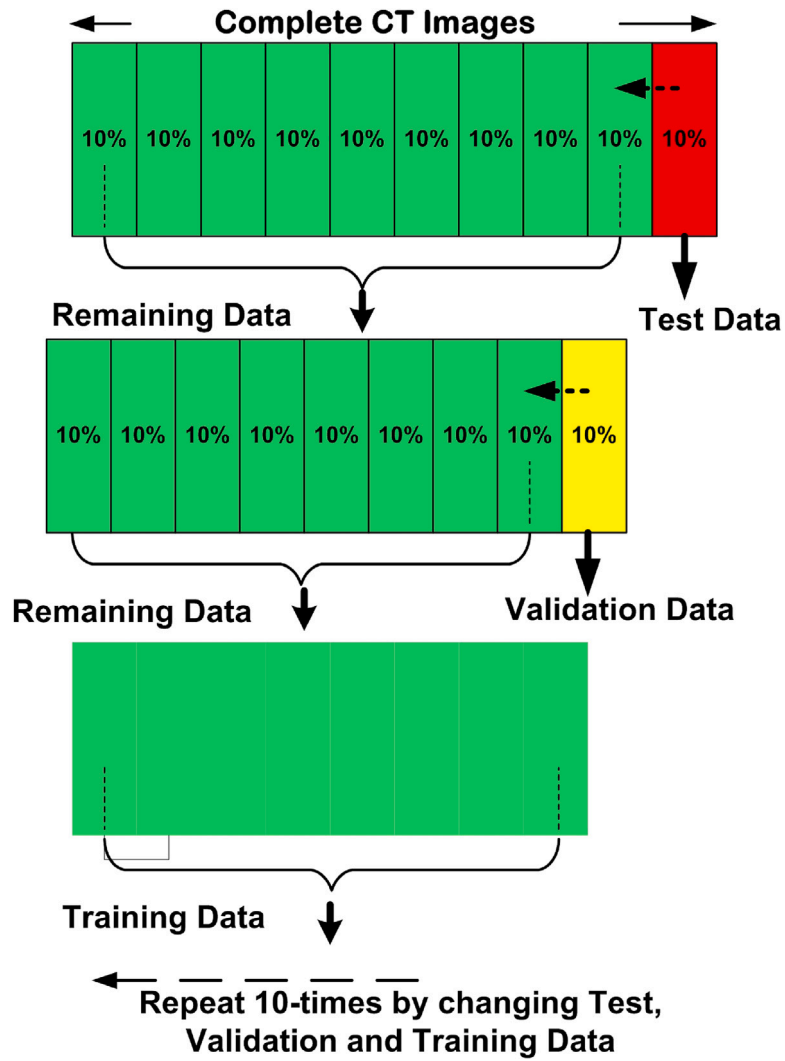 Complete CT Images
10% 10% 10% 10% 10% 10% 10% 10% 10% 10%
Remaining Data
Test Data
10% 10% 10% 10% 10% 10% 10% 10% 10%
Remaining Data
Validation Data
Training Data
Repeat 10-times by changing Test,
Validation and Training Data